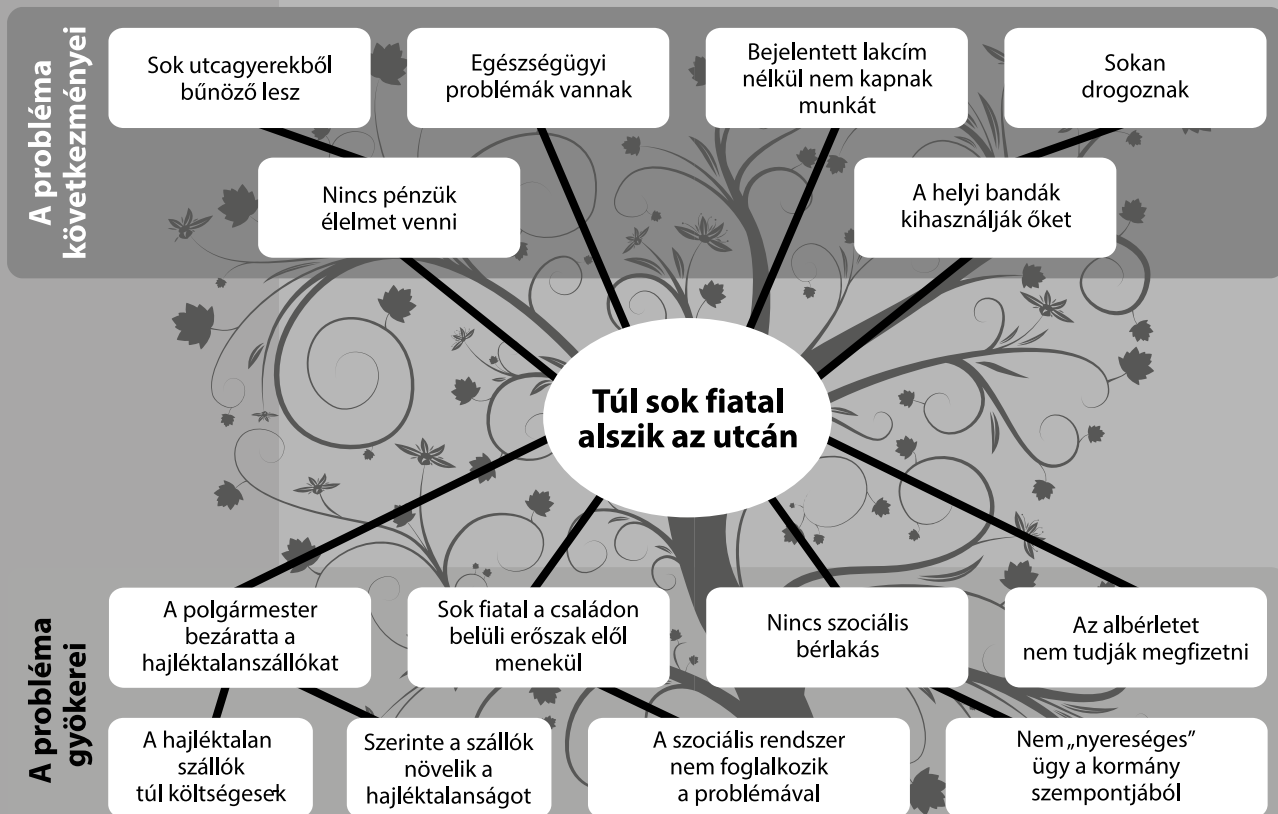 A probléma
következményei
Sok utcagyerekből
bűnöző lesz
Egészségügyi
problémák vannak
Bejelentett lakcím
nélkül nem kapnak
munkát
Sokan
drogoznak
Nincs pénzük
élelmet venni
A helyi bandák
kihasználják őket
Túl sok fiatal
alszik az utcán
A probléma
gyökerei
A polgármester
bezáratta a
hajléktalanszállókat
Sok fiatal a családon
belüli erőszak elől
menekül
Nincs szociális
bérlakás
Az albérletet
nem tudják megfizetni
A hajléktalan
szállók
túl költségesek
Szerinte a szállók
növelik a
hajléktalanságot
A szociális rendszer
nem foglalkozik
a problémával
Nem „nyereséges”
ügy a kormány
szempontjából